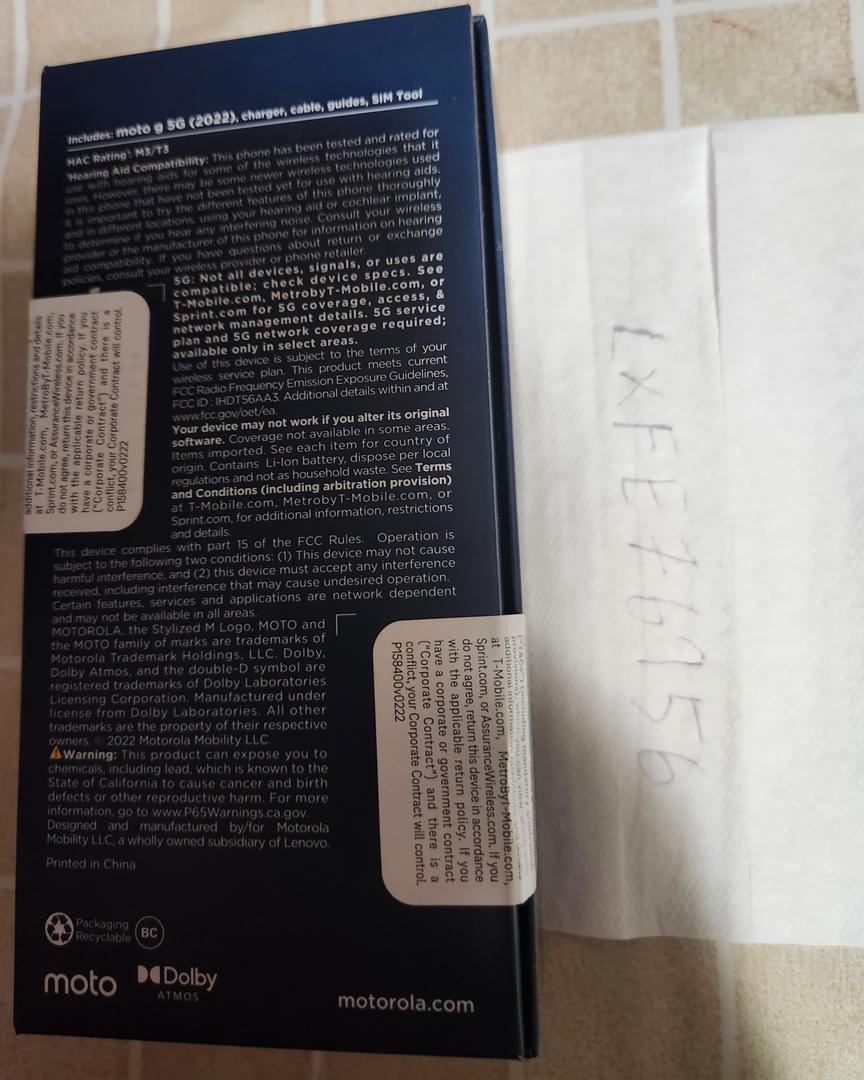 Includes: moto g 5G (2022), charger, cable, guides, SIM Tool
HAC Rating¹: M3/T3
¹Hearing Aid Compatibility: This phone has been tested and rated for
use with hearing aids for some of the wireless technologies that it
uses. However, there may be some newer wireless technologies used
in this phone that have not been tested yet for use with hearing aids.
It is important to try the different features of this phone thoroughly
and in different locations, using your hearing aid or cochlear implant,
to determine if you hear any interfering noise. Consult your wireless
provider or the manufacturer of this phone for information on hearing
aid compatibility. If you have questions about return or exchange
policies, consult your wireless provider or phone retailer.
5G: Not all devices, signals, or uses are
compatible; check device specs. See
T-Mobile.com, MetrobyT-Mobile.com, or
Sprint.com for 5G coverage, access, &
network management details. 5G service
plan and 5G network coverage required;
available only in select areas.
Use of this device is subject to the terms of your
wireless service plan. This product meets current
FCC Radio Frequency Emission Exposure Guidelines,
FCC ID : IHDT56AA3. Additional details within and at
www.fcc.gov/oet/ea.
Your device may not work if you alter its original
software. Coverage not available in some areas.
Items imported. See each item for country of
origin. Contains Li-Ion battery, dispose per local
regulations and not as household waste. See Terms
and Conditions (including arbitration provision)
at T-Mobile.com, MetrobyT-Mobile.com, or
Sprint.com, for additional information, restrictions
and details.
additional information, restrictions and details
at T-Mobile.com, MetroByT-Mobile.com,
Sprint.com, or AssuranceWireless.com. If you
do not agree, return this device in accordance
with the applicable return policy. If you
have a corporate or government contract
("Corporate Contract") and there is a
conflict, your Corporate Contract will control.
P158400v0222
This device complies with part 15 of the FCC Rules. Operation is
subject to the following two conditions: (1) This device may not cause
harmful interference, and (2) this device must accept any interference
received, including interference that may cause undesired operation.
Certain features, services and applications are network dependent
and may not be available in all areas.
MOTOROLA, the Stylized M Logo, MOTO and
the MOTO family of marks are trademarks of
Motorola Trademark Holdings, LLC. Dolby,
Dolby Atmos, and the double-D symbol are
registered trademarks of Dolby Laboratories
Licensing Corporation. Manufactured under
license from Dolby Laboratories. All other
trademarks are the property of their respective
owners. © 2022 Motorola Mobility LLC.
Warning: This product can expose you to
chemicals, including lead, which is known to the
State of California to cause cancer and birth
defects or other reproductive harm. For more
information, go to www.P65Warnings.ca.gov.
Designed and manufactured by/for Motorola
Mobility LLC, a wholly owned subsidiary of Lenovo.
Printed in China
at T-Mobile.com, MetroByT-Mobile.com,
Sprint.com, or AssuranceWireless.com. If you
do not agree, return this device in accordance
with the applicable return policy. If you
have a corporate or government contract
("Corporate Contract") and there is a
conflict, your Corporate Contract will control.
P158400v0222
Packaging
Recyclable
BC
moto
Dolby
ATMOS
motorola.com